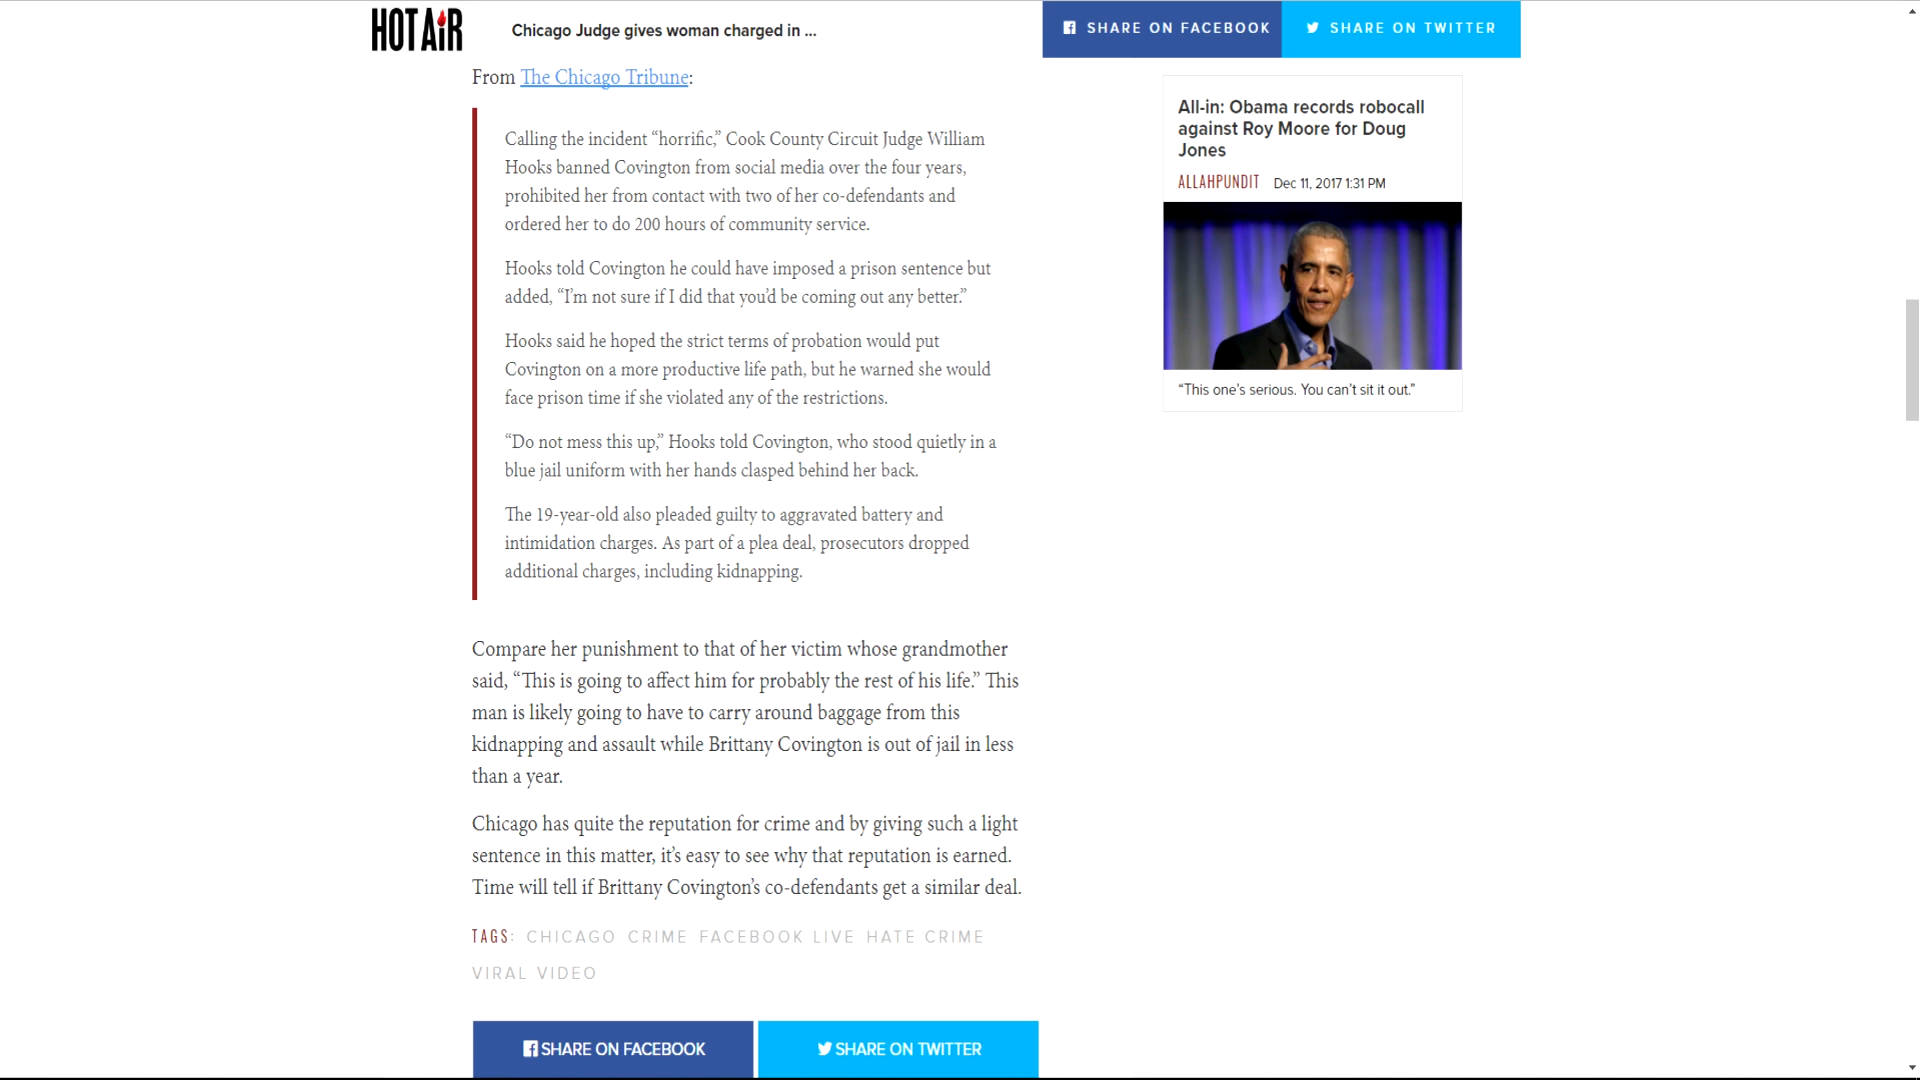 HOT AiR
Chicago Judge gives woman charged in ...
SHARE ON FACEBOOK
SHARE ON TWITTER
From The Chicago Tribune:
Calling the incident “horrific,” Cook County Circuit Judge William
Hooks banned Covington from social media over the four years,
prohibited her from contact with two of her co-defendants and
ordered her to do 200 hours of community service.
Hooks told Covington he could have imposed a prison sentence but
added, “I’m not sure if I did that you’d be coming out any better.”
Hooks said he hoped the strict terms of probation would put
Covington on a more productive life path, but he warned she would
face prison time if she violated any of the restrictions.
“Do not mess this up,” Hooks told Covington, who stood quietly in a
blue jail uniform with her hands clasped behind her back.
The 19-year-old also pleaded guilty to aggravated battery and
intimidation charges. As part of a plea deal, prosecutors dropped
additional charges, including kidnapping.
Compare her punishment to that of her victim whose grandmother
said, “This is going to affect him for probably the rest of his life.” This
man is likely going to have to carry around baggage from this
kidnapping and assault while Brittany Covington is out of jail in less
than a year.
Chicago has quite the reputation for crime and by giving such a light
sentence in this matter, it’s easy to see why that reputation is earned.
Time will tell if Brittany Covington’s co-defendants get a similar deal.
TAGS: CHICAGO CRIME FACEBOOK LIVE HATE CRIME
VIRAL VIDEO
SHARE ON FACEBOOK
SHARE ON TWITTER
All-in: Obama records robocall
against Roy Moore for Doug
Jones
ALLAHPUNDIT Dec 11, 2017 1:31 PM
“This one’s serious. You can’t sit it out.”